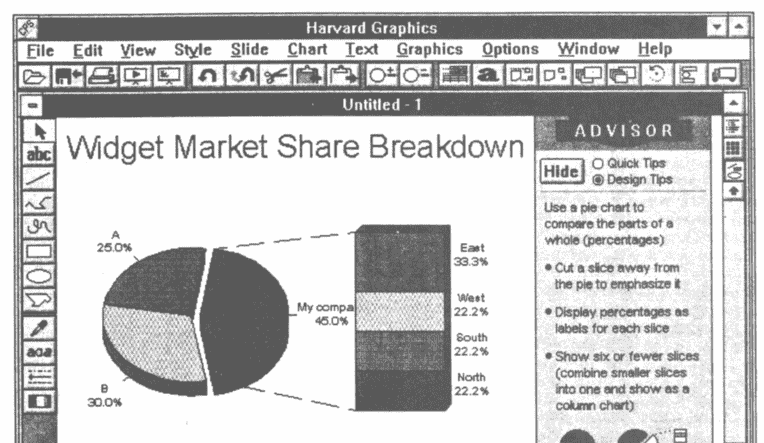 Harvard Graphics
File Edit View Style Slide Chart Text Graphics Options Window Help
a
Untitled - 1
abc
aaa
Widget Market Share Breakdown
A
25.0%
B
30.0%
My compa
45.0%
East
33.3%
West
22.2%
South
22.2%
North
22.2%
ADVISOR
Hide
Quick Tips
Design Tips
Use a pie chart to
compare the parts of a
whole (percentages)
• Cut a slice away from
the pie to emphasize it
• Display percentages as
labels for each slice
• Show six or fewer slices
(combine smaller slices
into one and show as a
column chart)